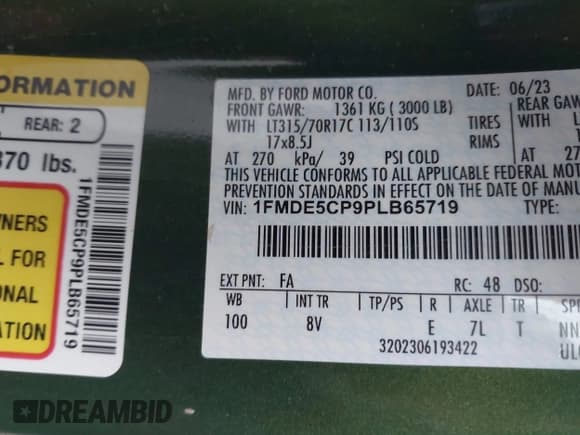 ORMATION
REAR: 2
370 lbs.
WNERS
L FOR
ONAL
ATION
1FMDE5CP9PLB65719
MFD. BY FORD MOTOR CO.
DATE: 06/23
FRONT GAWR: 1361 KG ( 3000 LB)
REAR GAW
WITH LT315/70R17C 113/110S TIRES WITH L
17x8.5J RIMS
AT 270 kPa/ 39 PSI COLD AT 27
THIS VEHICLE CONFORMS TO ALL APPLICABLE FEDERAL MOT
PREVENTION STANDARDS IN EFFECT ON THE DATE OF MANU
VIN: 1FMDE5CP9PLB65719 TYPE:
EXT PNT: FA RC: 48 DSO:
WB INT TR TP/PS R AXLE TR SP
100 8V E 7L T NN
3202306193422 UL
DREAMBID